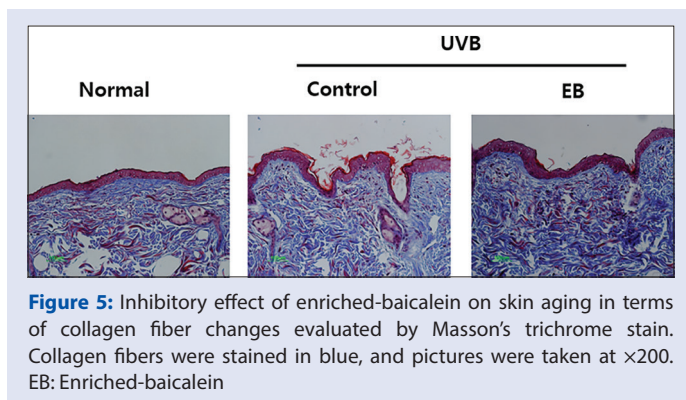 UVB
Normal Control EB
Figure 5: Inhibitory effect of enriched-baicalein on skin aging in terms
of collagen fiber changes evaluated by Masson's trichrome stain.
Collagen fibers were stained in blue, and pictures were taken at ×200.
EB: Enriched-baicalein